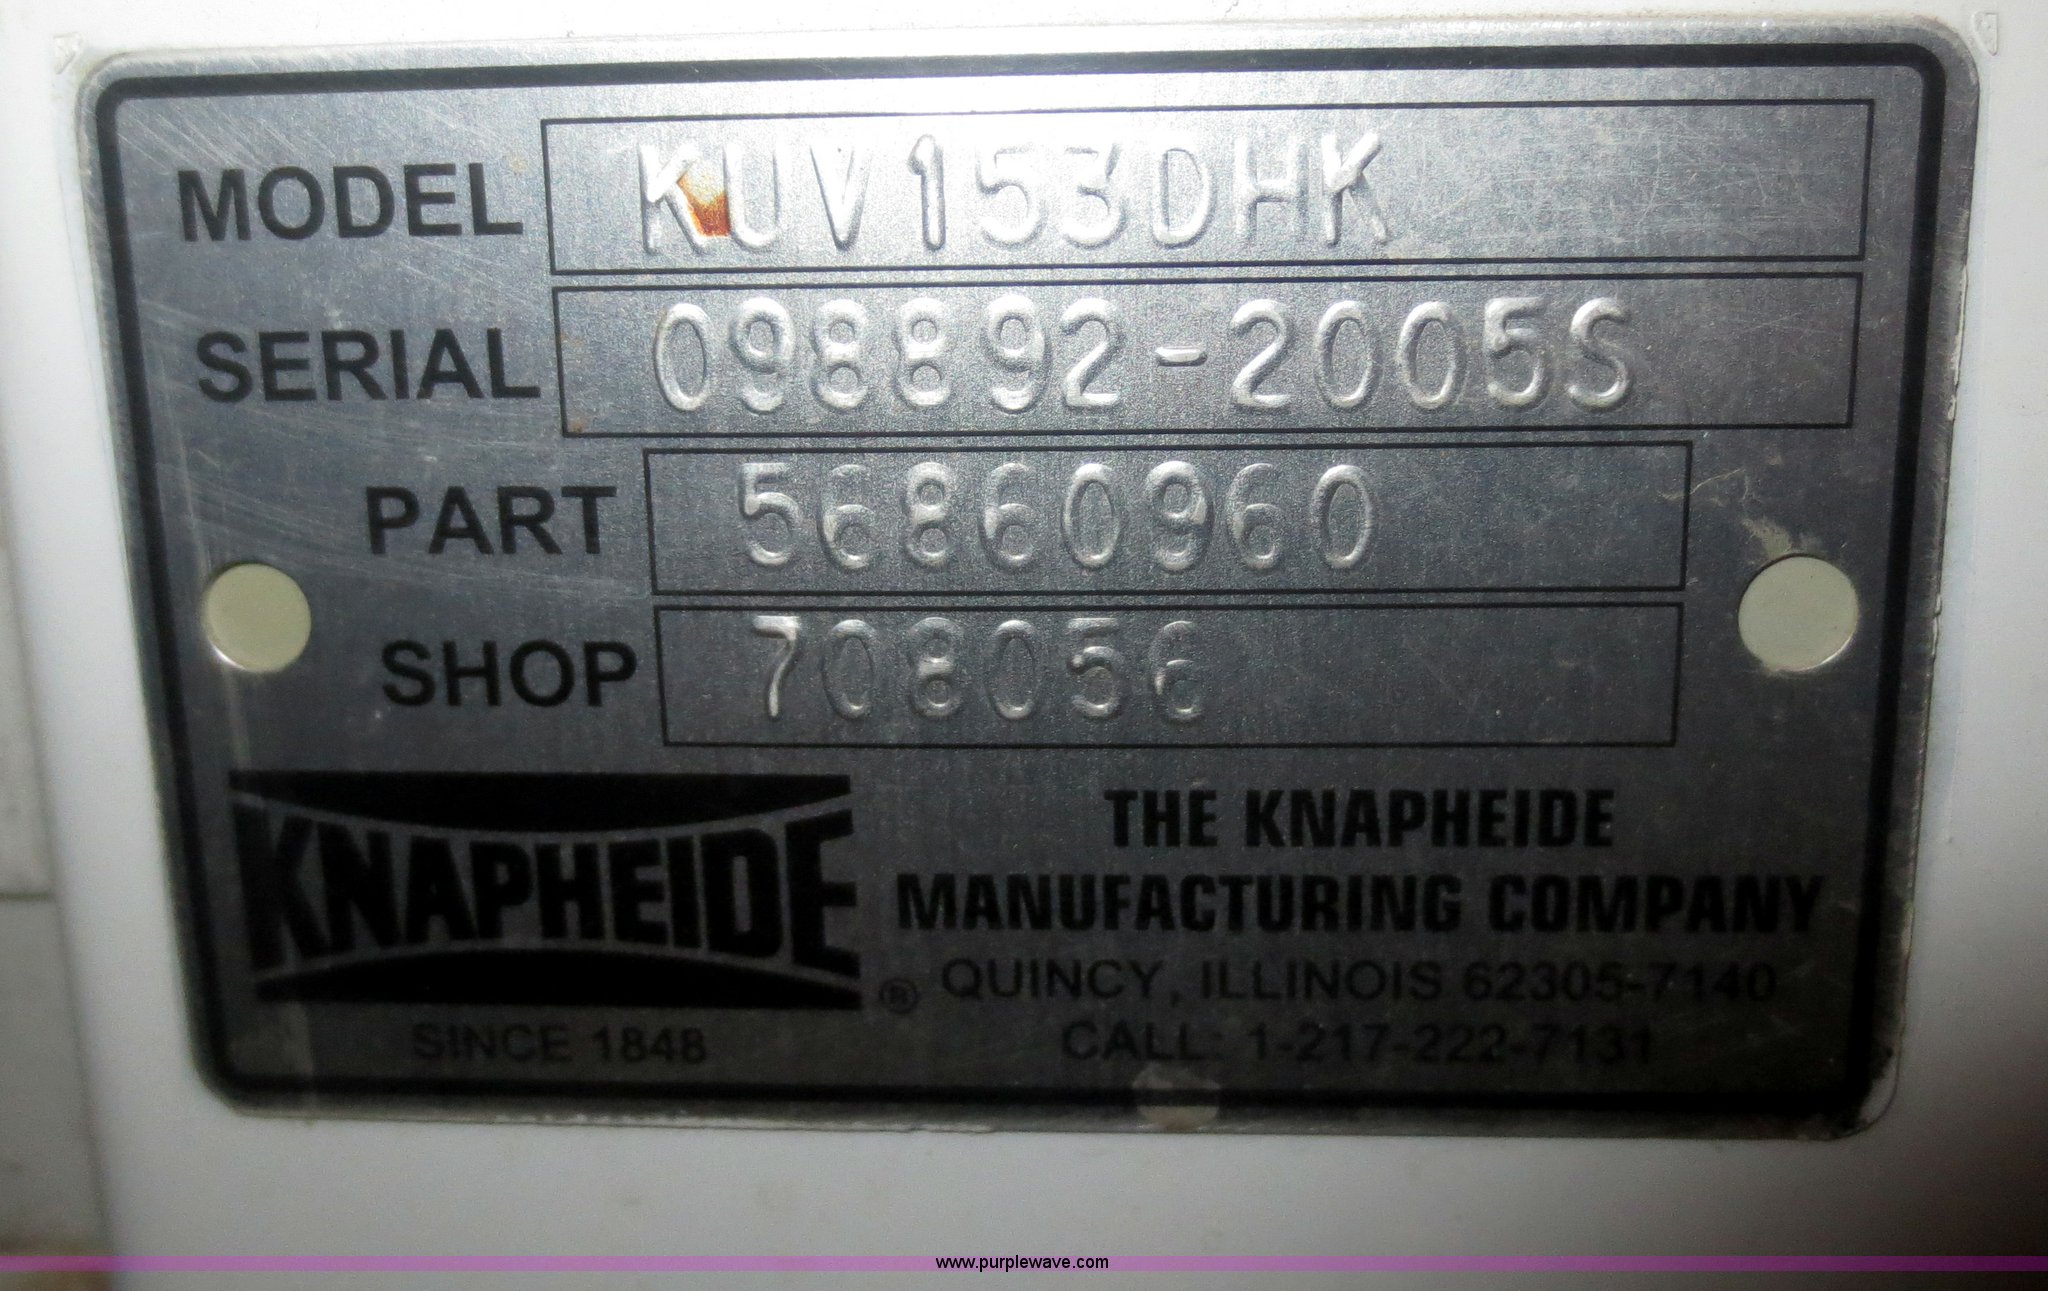 MODEL KUV153DHK
SERIAL 098892-2005S
PART 56860960
SHOP 708056
KNAPHEIDE ®
SINCE 1848
THE KNAPHEIDE
MANUFACTURING COMPANY
QUINCY, ILLINOIS 62305-7140
CALL: 1-217-222-7131
www.purplewave.com